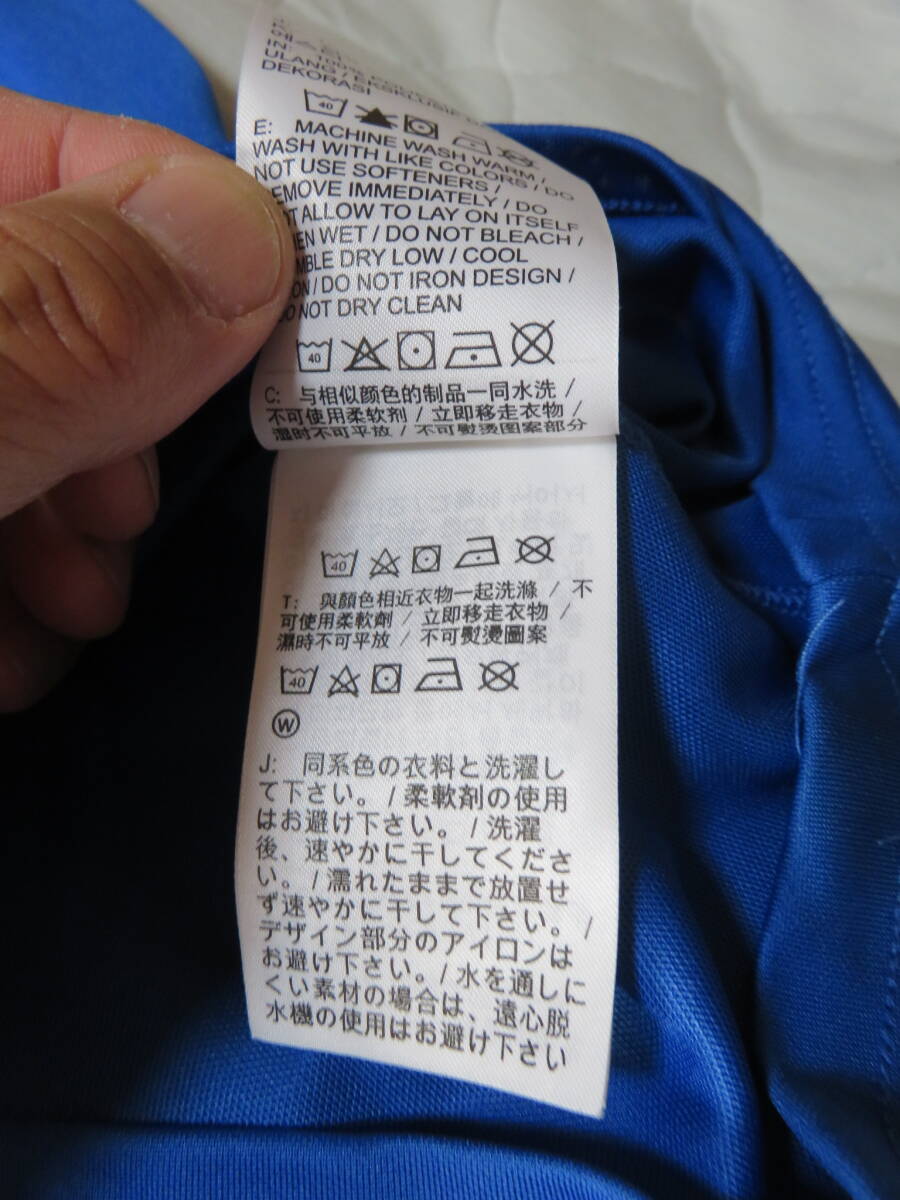 IN: 100%
ULANG / EKSKLUSIF
DEKORASI
40
E: MACHINE WASH WARM /
WASH WITH LIKE COLORS / DO
NOT USE SOFTENERS /
REMOVE IMMEDIATELY / DO
ALLOW TO LAY ON ITSELF
WET / DO NOT BLEACH /
DRY LOW / COOL
/ DO NOT IRON DESIGN /
DO NOT DRY CLEAN
40
C: 与相似颜色的制品一同水洗 /
不可使用柔软剂 / 立即移走衣物 /
湿时不可平放 / 不可熨烫图案部分
40
T: 與顏色相近衣物一起洗滌 / 不
可使用柔軟劑 / 立即移走衣物 /
濕時不可平放 / 不可熨燙圖案
40
W
J: 同系色の衣料と洗濯し
て下さい。/ 柔軟剤の使用
はお避け下さい。/ 洗濯
後、速やかに干してくださ
い。/ 濡れたままで放置せ
ず速やかに干して下さい。/
デザイン部分のアイロンは
お避け下さい。/ 水を通しに
くい素材の場合は、遠心脱
水機の使用はお避け下さい